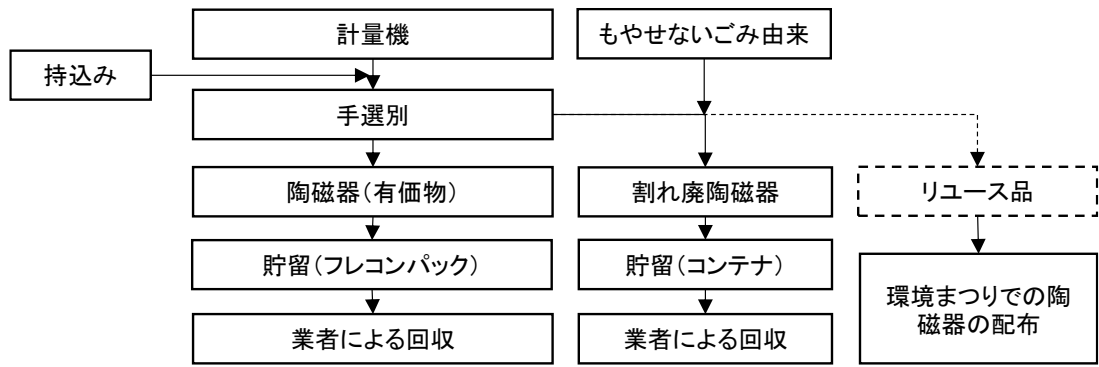 計量機
もやせないごみ由来
持込み
手選別
陶磁器（有価物）
割れ廃陶磁器
リユース品
貯留（フレコンパック）
貯留（コンテナ）
環境まつりでの陶
磁器の配布
業者による回収
業者による回収